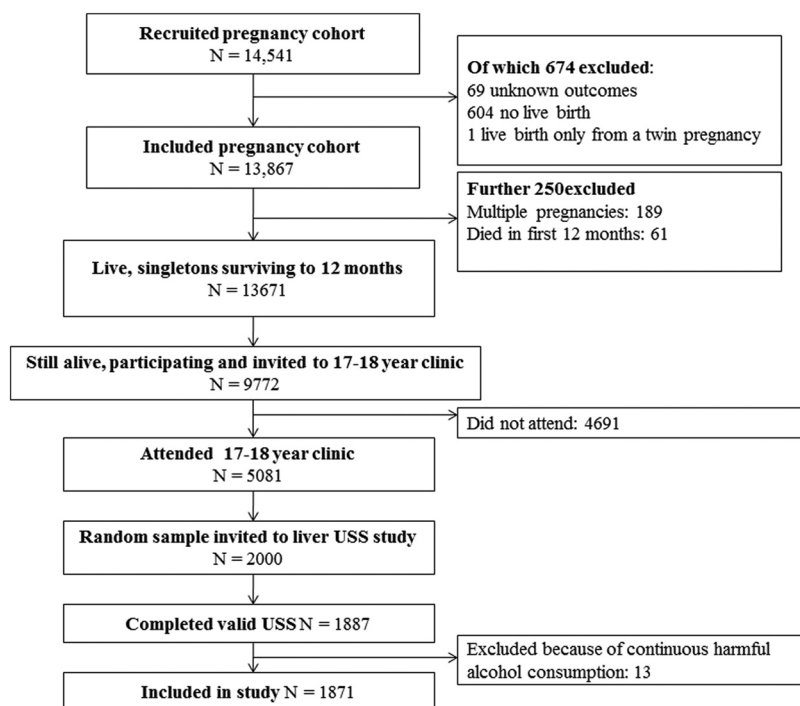 Recruited pregnancy cohort
N = 14,541
Of which 674 excluded:
69 unknown outcomes
604 no live birth
1 live birth only from a twin pregnancy
Included pregnancy cohort
N = 13,867
Further 250excluded
Multiple pregnancies: 189
Died in first 12 months: 61
Live, singletons surviving to 12 months
N = 13671
Still alive, participating and invited to 17-18 year clinic
N = 9772
Did not attend: 4691
Attended 17-18 year clinic
N = 5081
Random sample invited to liver USS study
N = 2000
Completed valid USS N = 1887
Excluded because of continuous harmful
alcohol consumption: 13
Included in study N = 1871